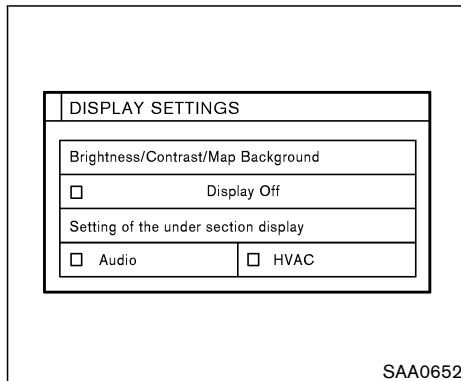 DISPLAY SETTINGS
Brightness/Contrast/Map Background
Display Off
Setting of the under section display
Audio HVAC
SAA0652